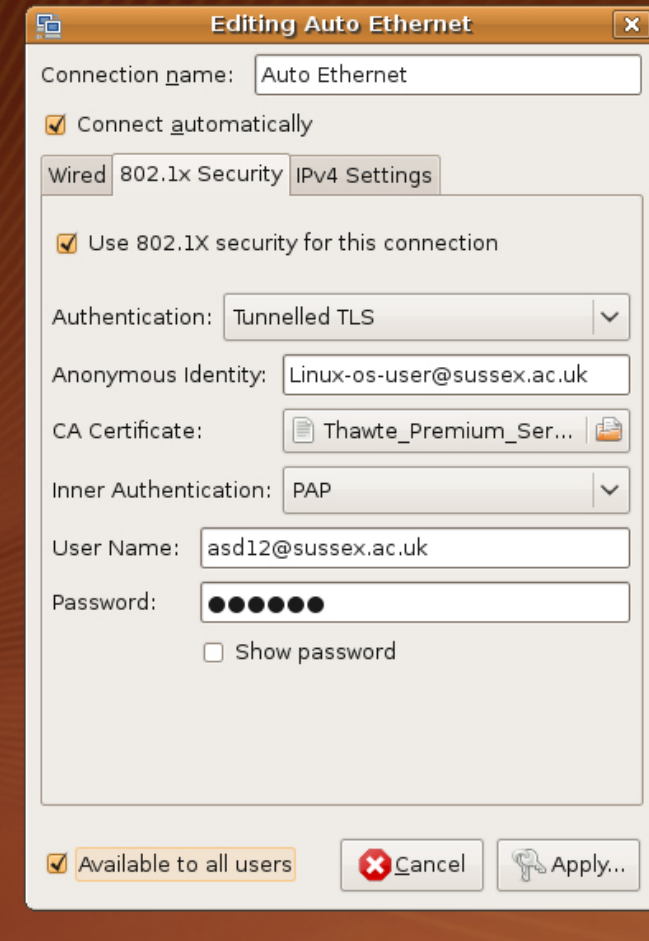 Editing Auto Ethernet
Connection name: Auto Ethernet
Connect automatically
Wired 802.1x Security IPv4 Settings
Use 802.1X security for this connection
Authentication: Tunnelled TLS
Anonymous Identity: Linux-os-user@sussex.ac.uk
CA Certificate: Thawte_Premium_Ser...
Inner Authentication: PAP
User Name: asd12@sussex.ac.uk
Password: ●●●●●●
Show password
Available to all users Cancel Apply...